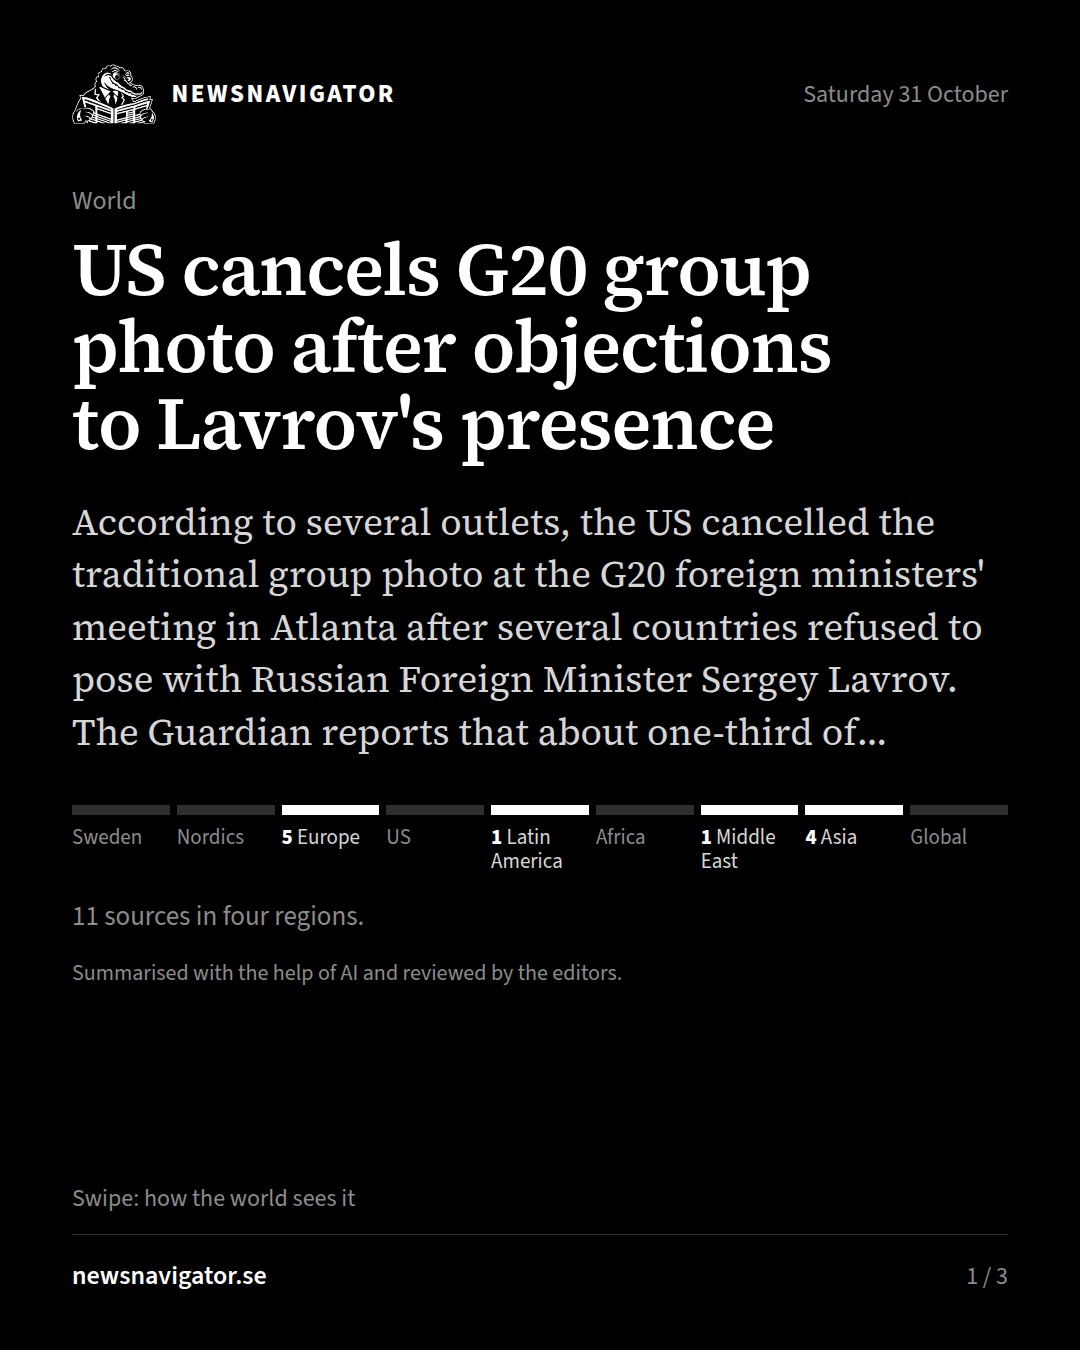 NEWSNAVIGATOR
Saturday 31 October
World
US cancels G20 group
photo after objections
to Lavrov's presence
According to several outlets, the US cancelled the
traditional group photo at the G20 foreign ministers'
meeting in Atlanta after several countries refused to
pose with Russian Foreign Minister Sergey Lavrov.
The Guardian reports that about one-third of...
Sweden
Nordics
5 Europe
US
1 Latin
America
Africa
1 Middle
East
4 Asia
Global
11 sources in four regions.
Summarised with the help of AI and reviewed by the editors.
Swipe: how the world sees it
newsnavigator.se
1 / 3